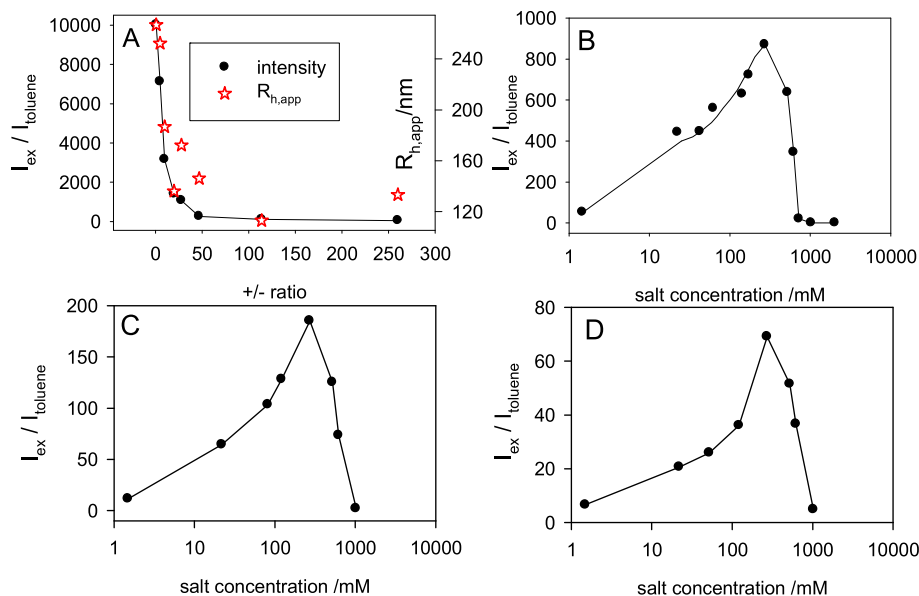 A
intensity
R_h,app
I_ex / I_toluene
R_h,app/nm
10000
8000
6000
4000
2000
0
240
200
160
120
0 50 100 150 200 250 300
+/- ratio
B
I_ex / I_toluene
1000
800
600
400
200
0
1 10 100 1000 10000
salt concentration /mM
C
I_ex / I_toluene
200
150
100
50
0
1 10 100 1000 10000
salt concentration /mM
D
I_ex / I_toluene
80
60
40
20
0
1 10 100 1000 10000
salt concentration /mM